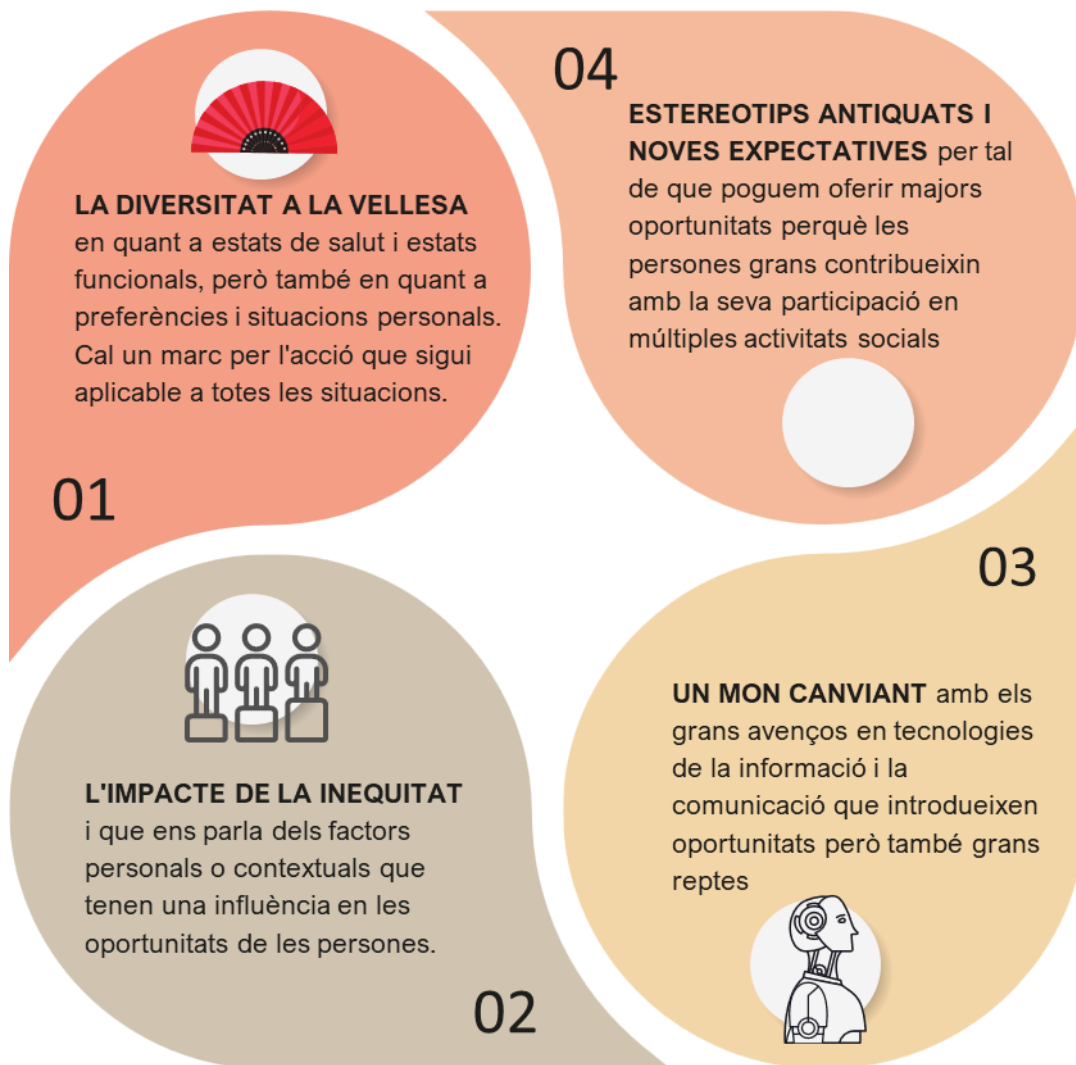 LA DIVERSITAT A LA VELLESA
en quant a estats de salut i estats
funcionals, però també en quant a
preferències i situacions personals.
Cal un marc per l'acció que sigui
aplicable a totes les situacions.
01
L'IMPACTE DE LA INEQUITAT
i que ens parla dels factors
personals o contextuals que
tenen una influència en les
oportunitats de les persones.
02
03
UN MON CANVIANT amb els
grans avenços en tecnologies
de la informació i la
comunicació que introdueixen
oportunitats però també grans
reptes
04
ESTEREOTIPS ANTIQUATS I
NOVES EXPECTATIVES per tal
de que poguem oferir majors
oportunitats perquè les
persones grans contribueixin
amb la seva participació en
múltiples activitats socials